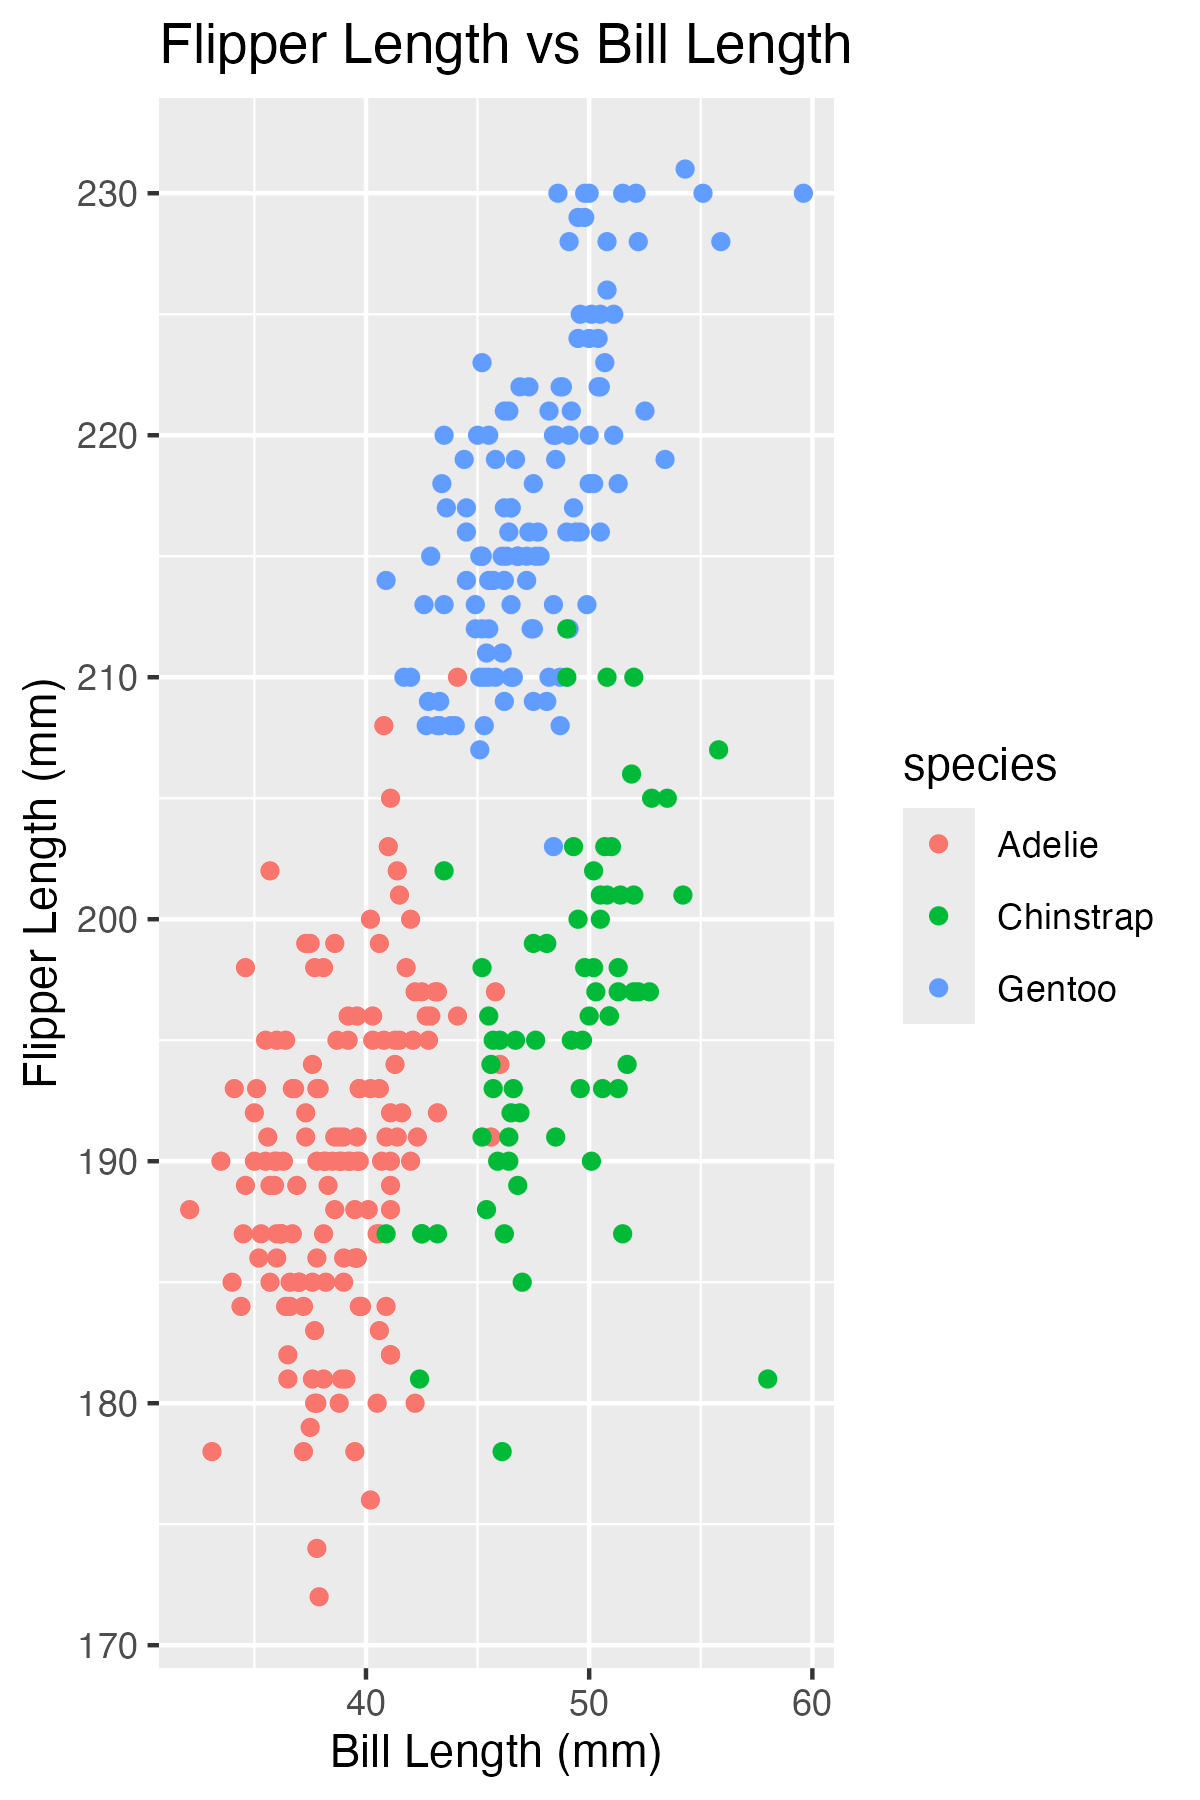 Flipper Length vs Bill Length
Flipper Length (mm)
230
220
210
200
190
180
170
40 50 60
Bill Length (mm)
species
Adelie
Chinstrap
Gentoo